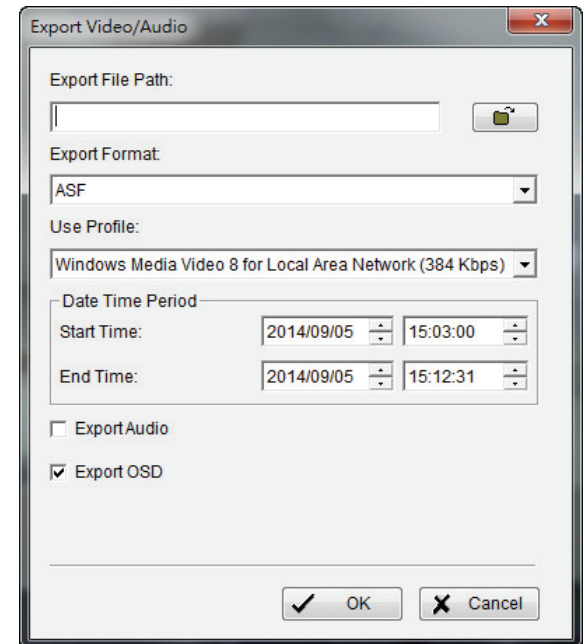 Export Video/Audio
Export File Path:
Export Format:
ASF
Use Profile:
Windows Media Video 8 for Local Area Network (384 Kbps)
Date Time Period
Start Time: 2014/09/05 15:03:00
End Time: 2014/09/05 15:12:31
Export Audio
Export OSD
OK Cancel